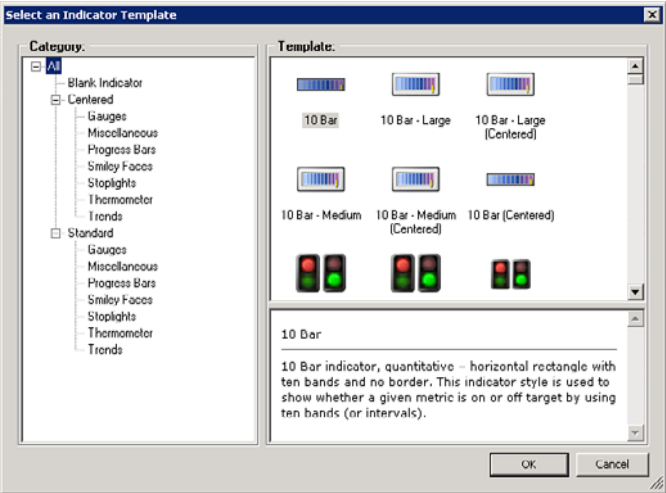 Select an Indicator Template
Category:
All
Blank Indicator
Centered
Gauges
Miscellaneous
Progress Bars
Smiley Faces
Stoplights
Thermometer
Trends
Standard
Gauges
Miscellaneous
Progress Bars
Smiley Faces
Stoplights
Thermometer
Trends
Template:
10 Bar
10 Bar - Large
10 Bar - Large
(Centered)
10 Bar - Medium
10 Bar - Medium
(Centered)
10 Bar (Centered)
10 Bar
10 Bar indicator, quantitative – horizontal rectangle with
ten bands and no border. This indicator style is used to
show whether a given metric is on or off target by using
ten bands (or intervals).
OK
Cancel